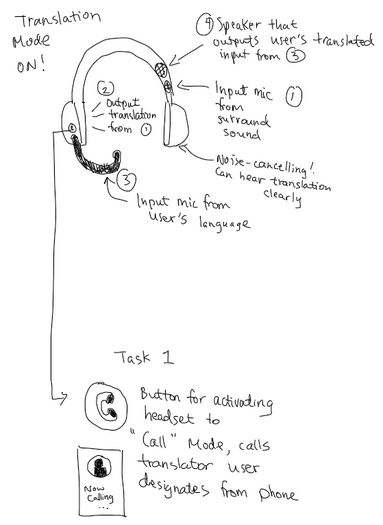 Translation
Mode
ON!
④ Speaker that
outputs user's translated
input from ③
Input mic ①
from
surround
sound
② output
translation
from ①
Noise-cancelling!
Can hear translation
clearly
③
Input mic from
user's language
Task 1
Button for activating
headset to
"Call" Mode, calls
translator user
designates from phone
Now
Calling
...